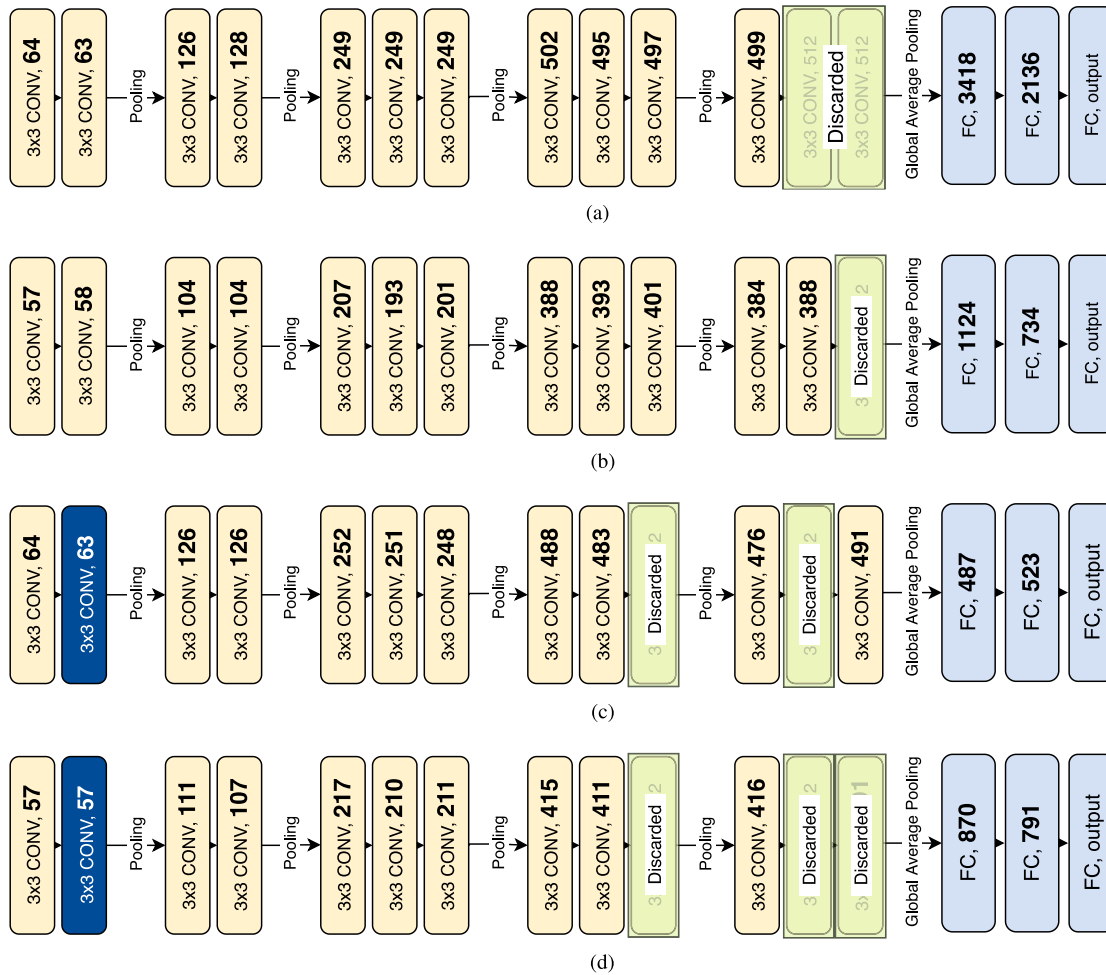 3x3 CONV, 64
3x3 CONV, 63
Pooling
3x3 CONV, 126
3x3 CONV, 128
Pooling
3x3 CONV, 249
3x3 CONV, 249
3x3 CONV, 249
Pooling
3x3 CONV, 502
3x3 CONV, 495
3x3 CONV, 497
Pooling
3x3 CONV, 499
3x3 CONV, 512
Discarded
3x3 CONV, 512
Global Average Pooling
FC, 3418
FC, 2136
FC, output
(a)
3x3 CONV, 57
3x3 CONV, 58
Pooling
3x3 CONV, 104
3x3 CONV, 104
Pooling
3x3 CONV, 207
3x3 CONV, 193
3x3 CONV, 201
Pooling
3x3 CONV, 388
3x3 CONV, 393
3x3 CONV, 401
Pooling
3x3 CONV, 384
3x3 CONV, 388
3 Discarded 2
Global Average Pooling
FC, 1124
FC, 734
FC, output
(b)
3x3 CONV, 64
3x3 CONV, 63
Pooling
3x3 CONV, 126
3x3 CONV, 126
Pooling
3x3 CONV, 252
3x3 CONV, 251
3x3 CONV, 248
Pooling
3x3 CONV, 488
3x3 CONV, 483
3 Discarded 2
Pooling
3x3 CONV, 476
3 Discarded 2
3x3 CONV, 491
Global Average Pooling
FC, 487
FC, 523
FC, output
(c)
3x3 CONV, 57
3x3 CONV, 57
Pooling
3x3 CONV, 111
3x3 CONV, 107
Pooling
3x3 CONV, 217
3x3 CONV, 210
3x3 CONV, 211
Pooling
3x3 CONV, 415
3x3 CONV, 411
3 Discarded 2
Pooling
3x3 CONV, 416
3 Discarded 2
Discarded
Global Average Pooling
FC, 870
FC, 791
FC, output
(d)